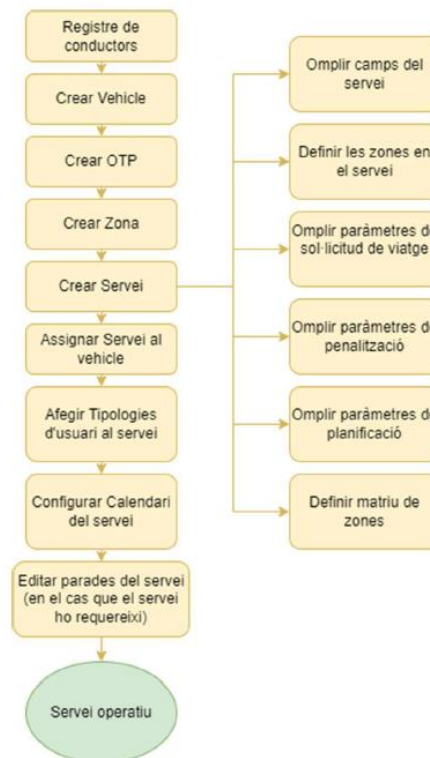 Registre de
conductors
Crear Vehicle
Crear OTP
Crear Zona
Crear Servei
Assignar Servei al
vehicle
Afegir Tipologies
d'usuari al servei
Configurar Calendari
del servei
Editar parades del servei
(en el cas que el servei
ho requereixi)
Servei operatiu
Omplir camps del
servei
Definir les zones en
el servei
Omplir paràmetres de
sol·licitud de viatge
Omplir paràmetres de
penalització
Omplir paràmetres de
planificació
Definir matriu de
zones